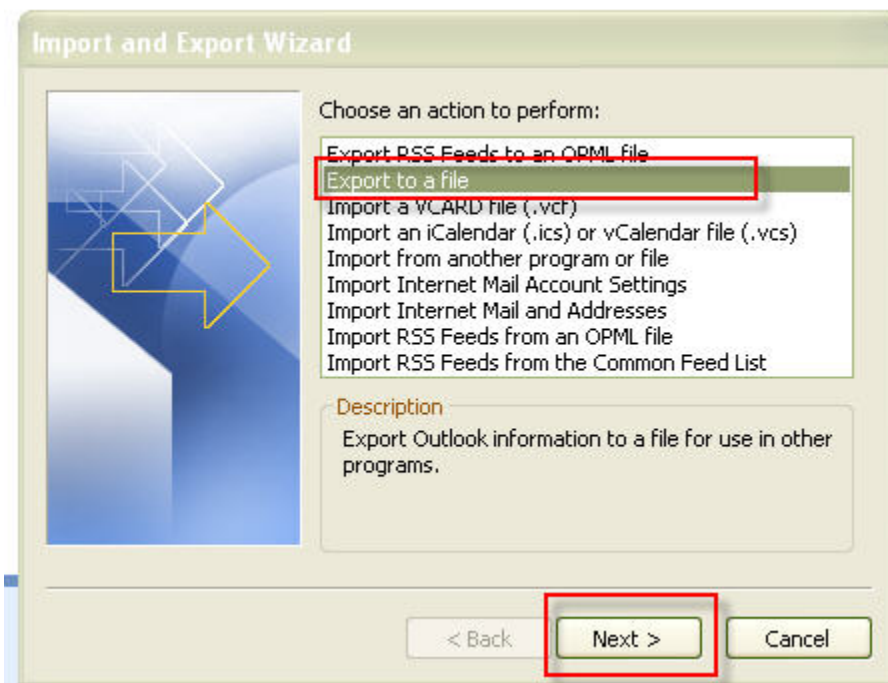 Import and Export Wizard
Choose an action to perform:
Export RSS Feeds to an OPML file
Export to a file
Import a VCARD file (.vcf)
Import an iCalendar (.ics) or vCalendar file (.vcs)
Import from another program or file
Import Internet Mail Account Settings
Import Internet Mail and Addresses
Import RSS Feeds from an OPML file
Import RSS Feeds from the Common Feed List
Description
Export Outlook information to a file for use in other
programs.
< Back Next > Cancel